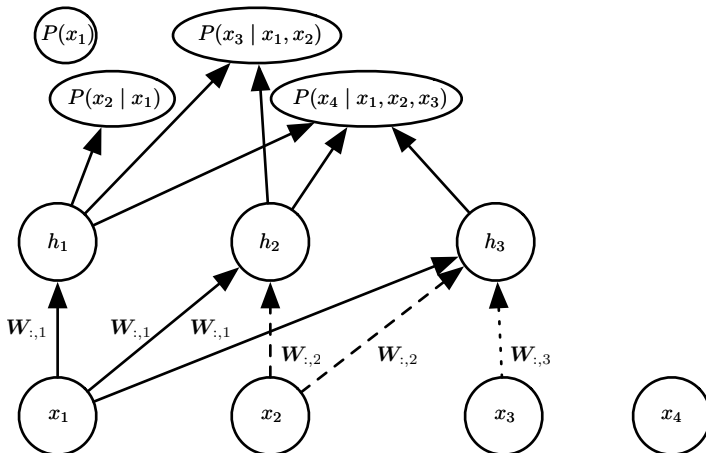 P(x₁)
P(x₃ | x₁, x₂)
P(x₂ | x₁)
P(x₄ | x₁, x₂, x₃)
h₁
h₂
h₃
W:,1
W:,1
W:,1
W:,2
W:,2
W:,3
x₁
x₂
x₃
x₄